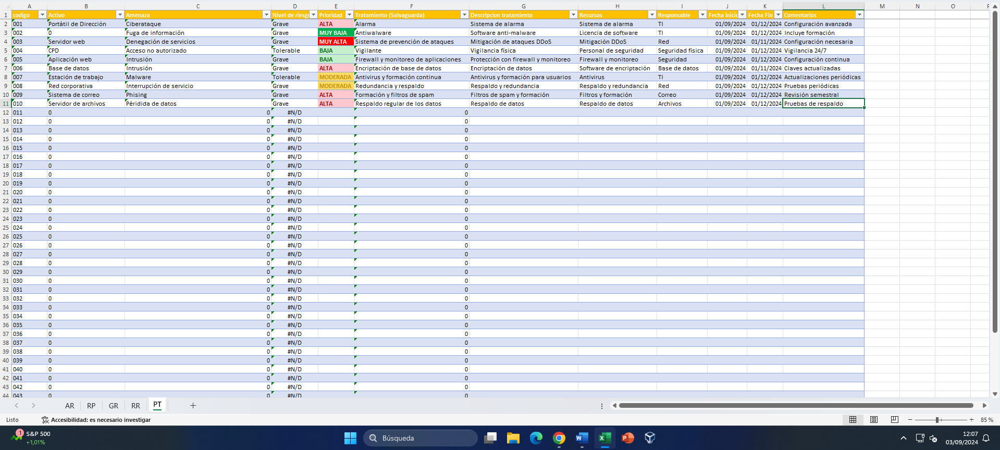 A B C D E F G H I J K L M N O P
1 codigo Activo Amenaza Nivel de riesgo Prioridad Tratamiento (Salvaguarda) Descripcion tratamiento Recursos Responsable Fecha inicio Fecha Fin Comentarios
2 001 Portátil de Dirección Ciberataque Grave ALTA Alarma Sistema de alarma Sistema de alarma TI 01/09/2024 01/12/2024 Configuración avanzada
3 002 0 Fuga de información Grave MUY BAJA Antiwalware Software anti-malware Licencia de software TI 01/09/2024 01/12/2024 Incluye formación
4 003 Servidor web Denegación de servicios Grave MUY ALTA Sistema de prevención de ataques Mitigación de ataques DDoS Mitigación DDoS Red 01/09/2024 01/11/2024 Configuración necesaria
5 004 CPD Acceso no autorizado Tolerable BAJA Vigilante Vigilancia física Personal de seguridad Seguridad física 01/09/2024 01/12/2024 Vigilancia 24/7
6 005 Aplicación web Intrusión Grave BAJA Firewall y monitoreo de aplicaciones Protección con firewall y monitoreo Firewall y monitoreo Seguridad 01/09/2024 01/12/2024 Configuración continua
7 006 Base de datos Intrusión Grave ALTA Encriptación de base de datos Encriptación de datos Software de encriptación Base de datos 01/09/2024 01/11/2024 Claves actualizadas
8 007 Estación de trabajo Malware Tolerable MODERADA Antivirus y formación continua Antivirus y formación para usuarios Antivirus TI 01/09/2024 01/12/2024 Actualizaciones periódicas
9 008 Red corporativa Interrupción de servicio Grave MODERADA Redundancia y respaldo Respaldo y redundancia Respaldo y redundancia Red 01/09/2024 01/12/2024 Pruebas periódicas
10 009 Sistema de correo Phising Grave ALTA Formación y filtros de spam Filtros de spam y formación Filtros y formación Correo 01/09/2024 01/12/2024 Revisión semestral
11 010 Servidor de archivos Péridida de datos Grave ALTA Respaldo regular de los datos Respaldo de datos Respaldo de datos Archivos 01/09/2024 01/12/2024 Pruebas de respaldo
12 011 0 0 #N/D 0
13 012 0 0 #N/D 0
14 013 0 0 #N/D 0
15 014 0 0 #N/D 0
16 015 0 0 #N/D 0
17 016 0 0 #N/D 0
18 017 0 0 #N/D 0
19 018 0 0 #N/D 0
20 019 0 0 #N/D 0
21 020 0 0 #N/D 0
22 021 0 0 #N/D 0
23 022 0 0 #N/D 0
24 023 0 0 #N/D 0
25 024 0 0 #N/D 0
26 025 0 0 #N/D 0
27 026 0 0 #N/D 0
28 027 0 0 #N/D 0
29 028 0 0 #N/D 0
30 029 0 0 #N/D 0
31 030 0 0 #N/D 0
32 031 0 0 #N/D 0
33 032 0 0 #N/D 0
34 033 0 0 #N/D 0
35 034 0 0 #N/D 0
36 035 0 0 #N/D 0
37 036 0 0 #N/D 0
38 037 0 0 #N/D 0
39 038 0 0 #N/D 0
40 039 0 0 #N/D 0
41 040 0 0 #N/D 0
42 041 0 0 #N/D 0
43 042 0 0 #N/D 0
44 043 0 0 #N/D 0
AR RP GR RR PT
Listo Accesibilidad: es necesario investigar 85 %
1 S&P 500
+1,01%
Búsqueda
12:07
03/09/2024